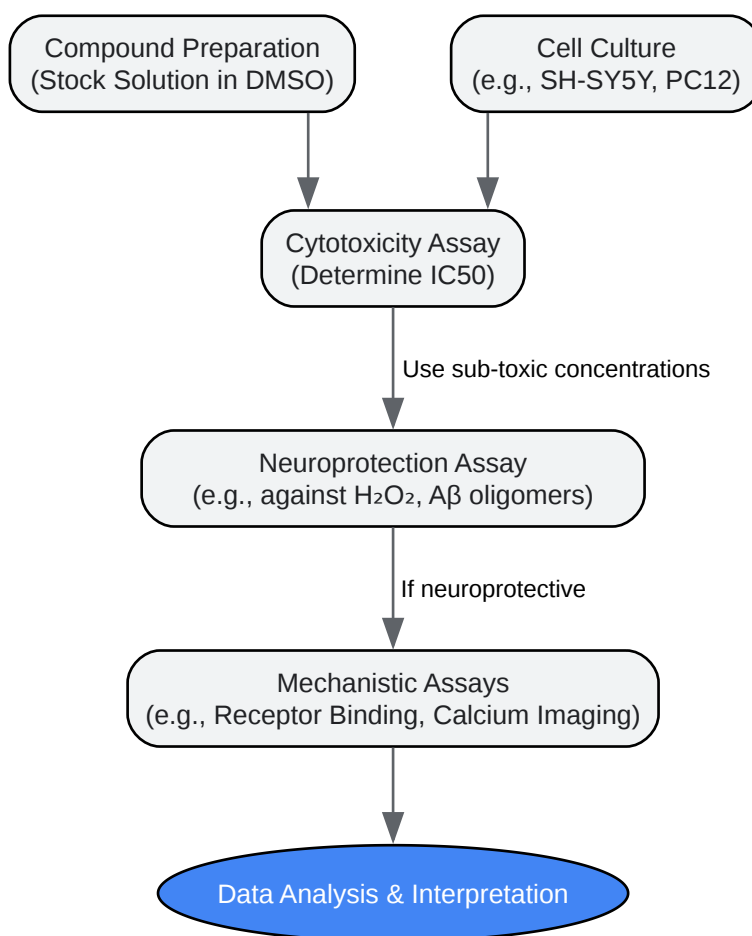 Compound Preparation
(Stock Solution in DMSO)
Cell Culture
(e.g., SH-SY5Y, PC12)
Cytotoxicity Assay
(Determine IC50)
Use sub-toxic concentrations
Neuroprotection Assay
(e.g., against H₂O₂, Aβ oligomers)
If neuroprotective
Mechanistic Assays
(e.g., Receptor Binding, Calcium Imaging)
Data Analysis & Interpretation